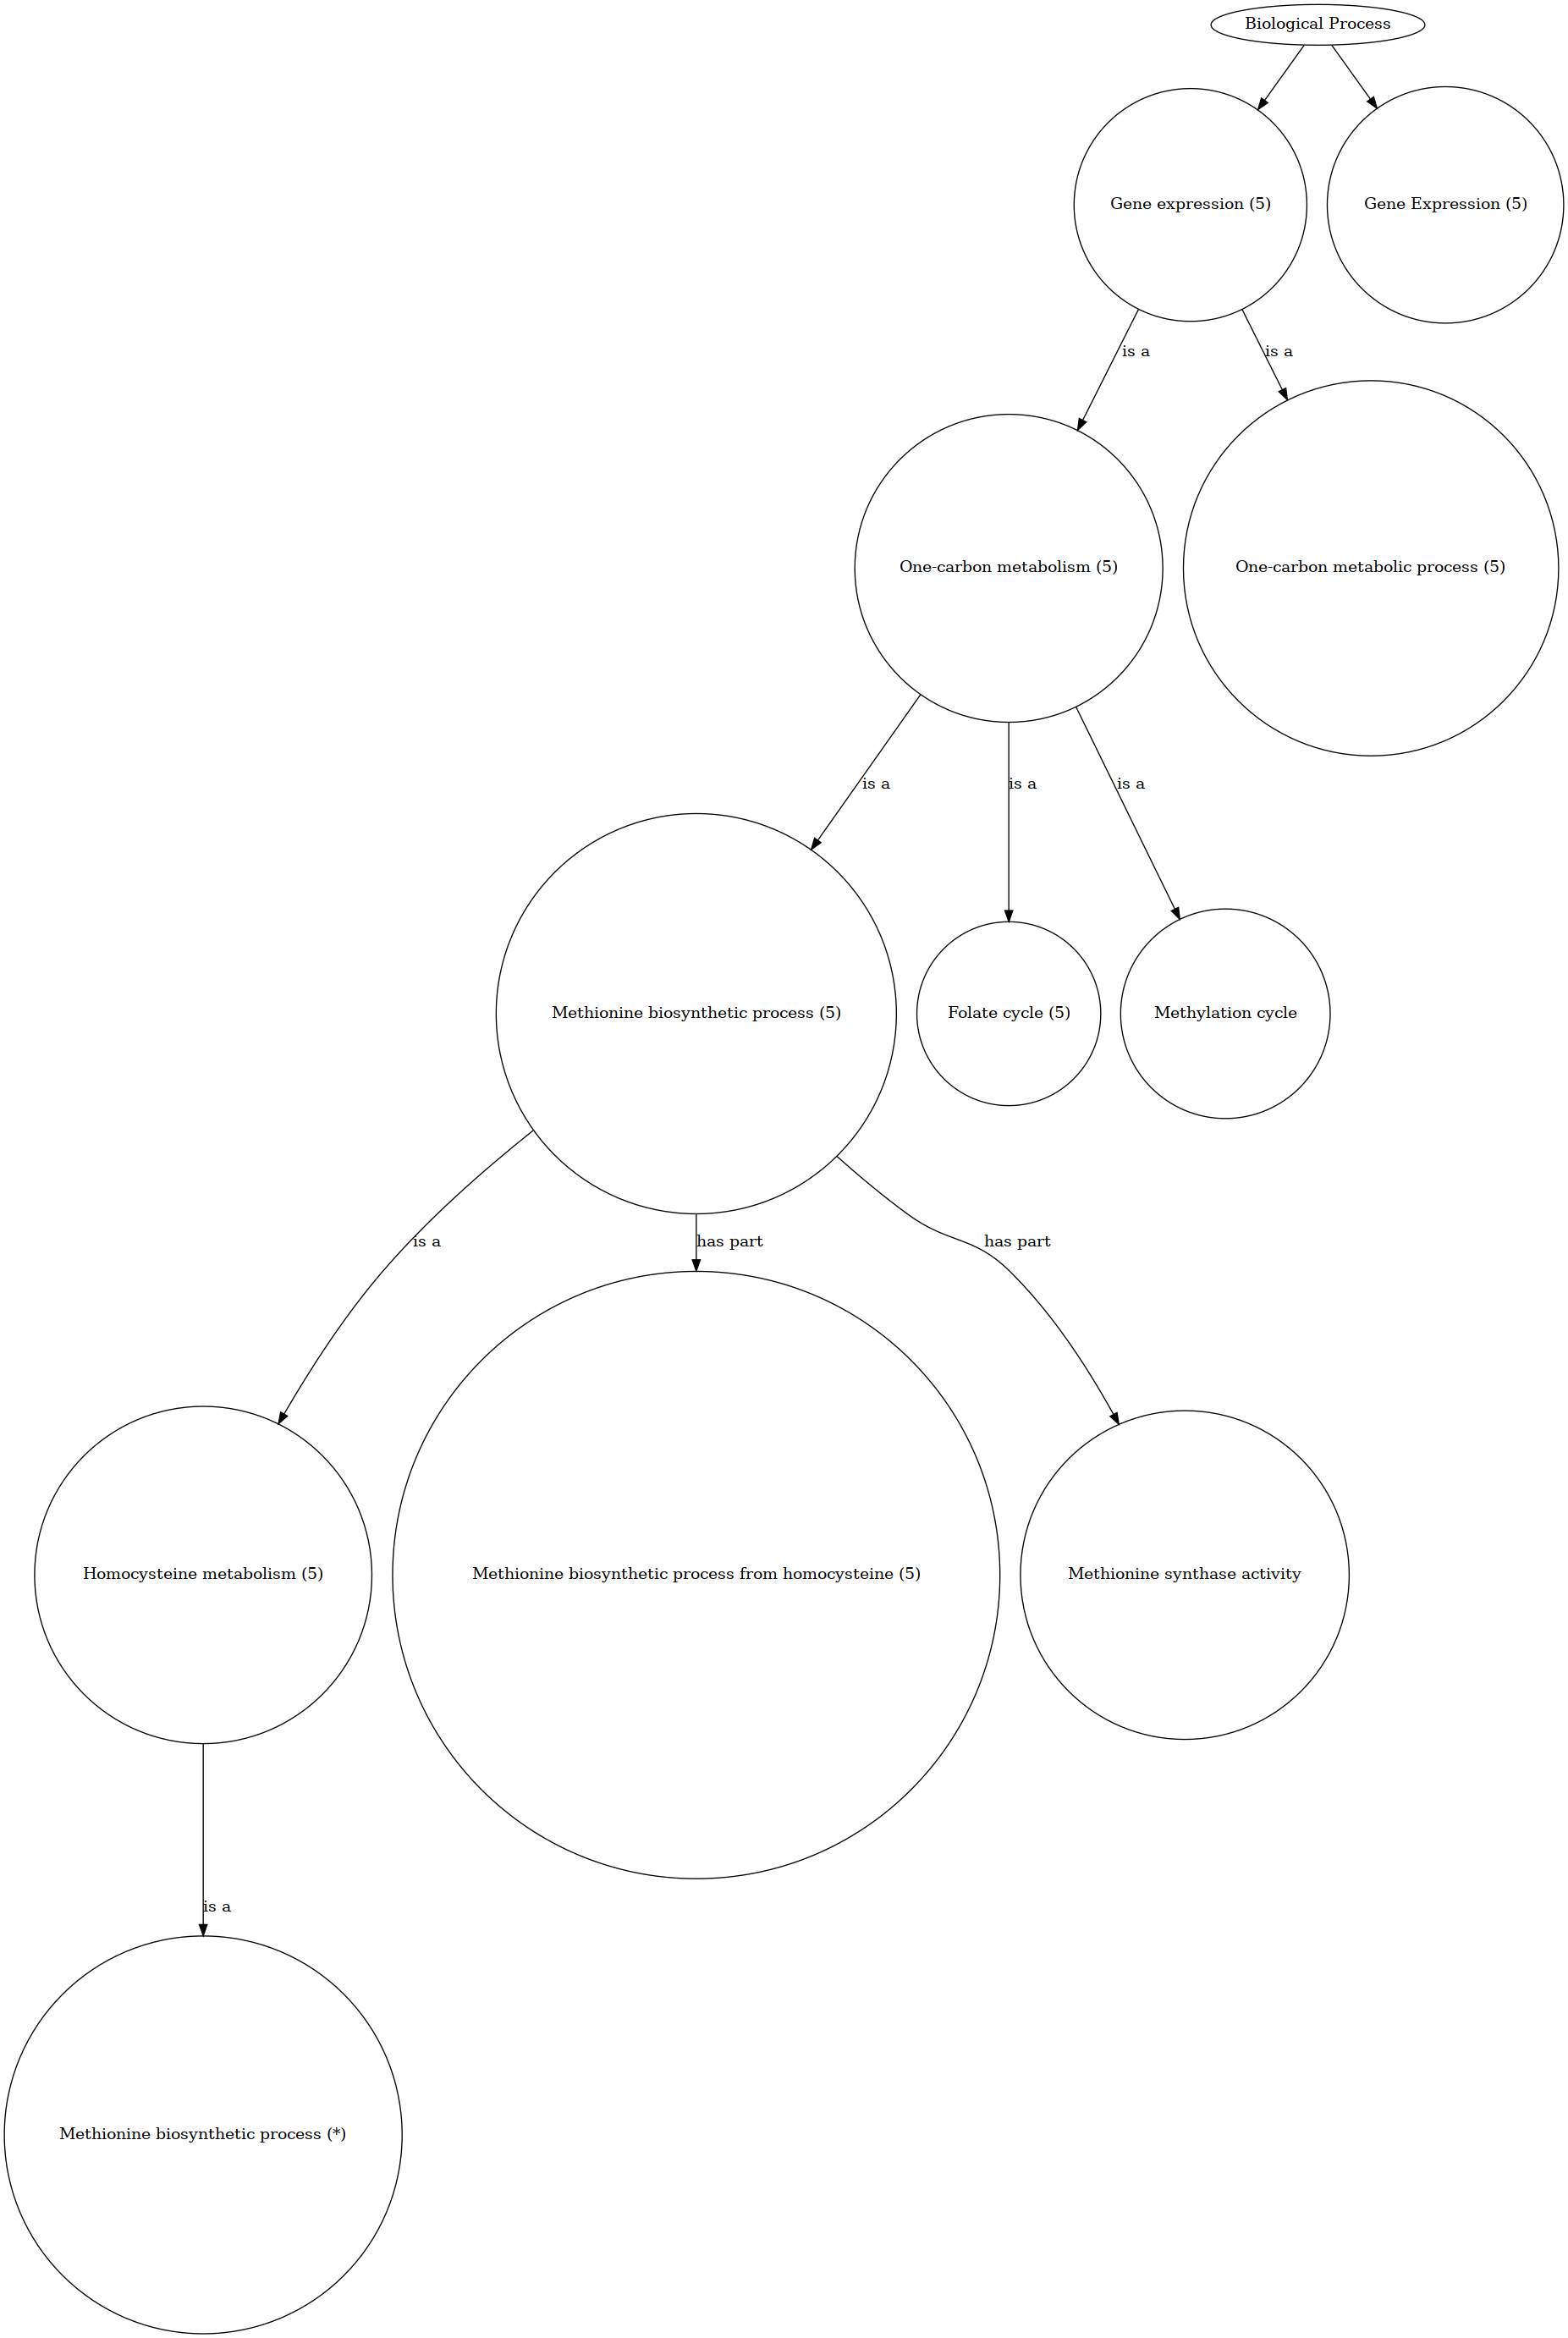 Biological Process
Gene expression (5)
Gene Expression (5)
is a
is a
One-carbon metabolism (5)
One-carbon metabolic process (5)
is a
is a
is a
Methionine biosynthetic process (5)
Folate cycle (5)
Methylation cycle
is a
has part
has part
Homocysteine metabolism (5)
Methionine biosynthetic process from homocysteine (5)
Methionine synthase activity
is a
Methionine biosynthetic process (*)